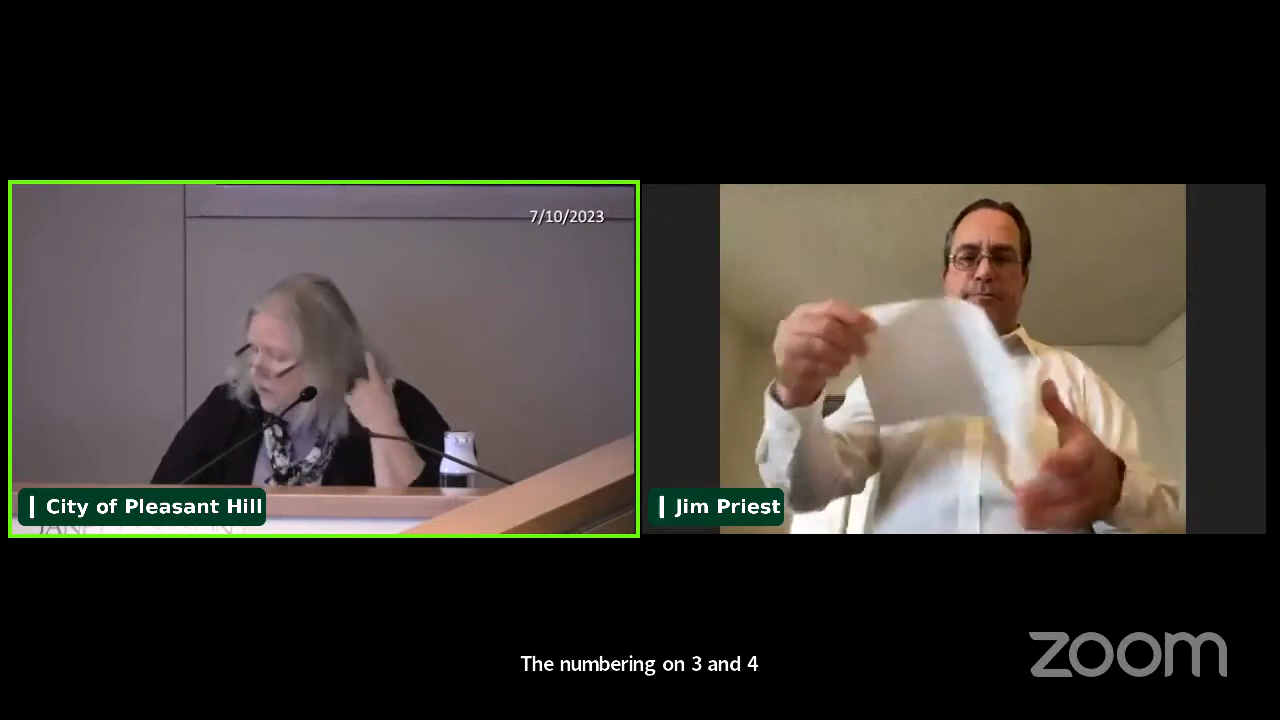 7/10/2023
City of Pleasant Hill
Jim Priest
The numbering on 3 and 4
zoom